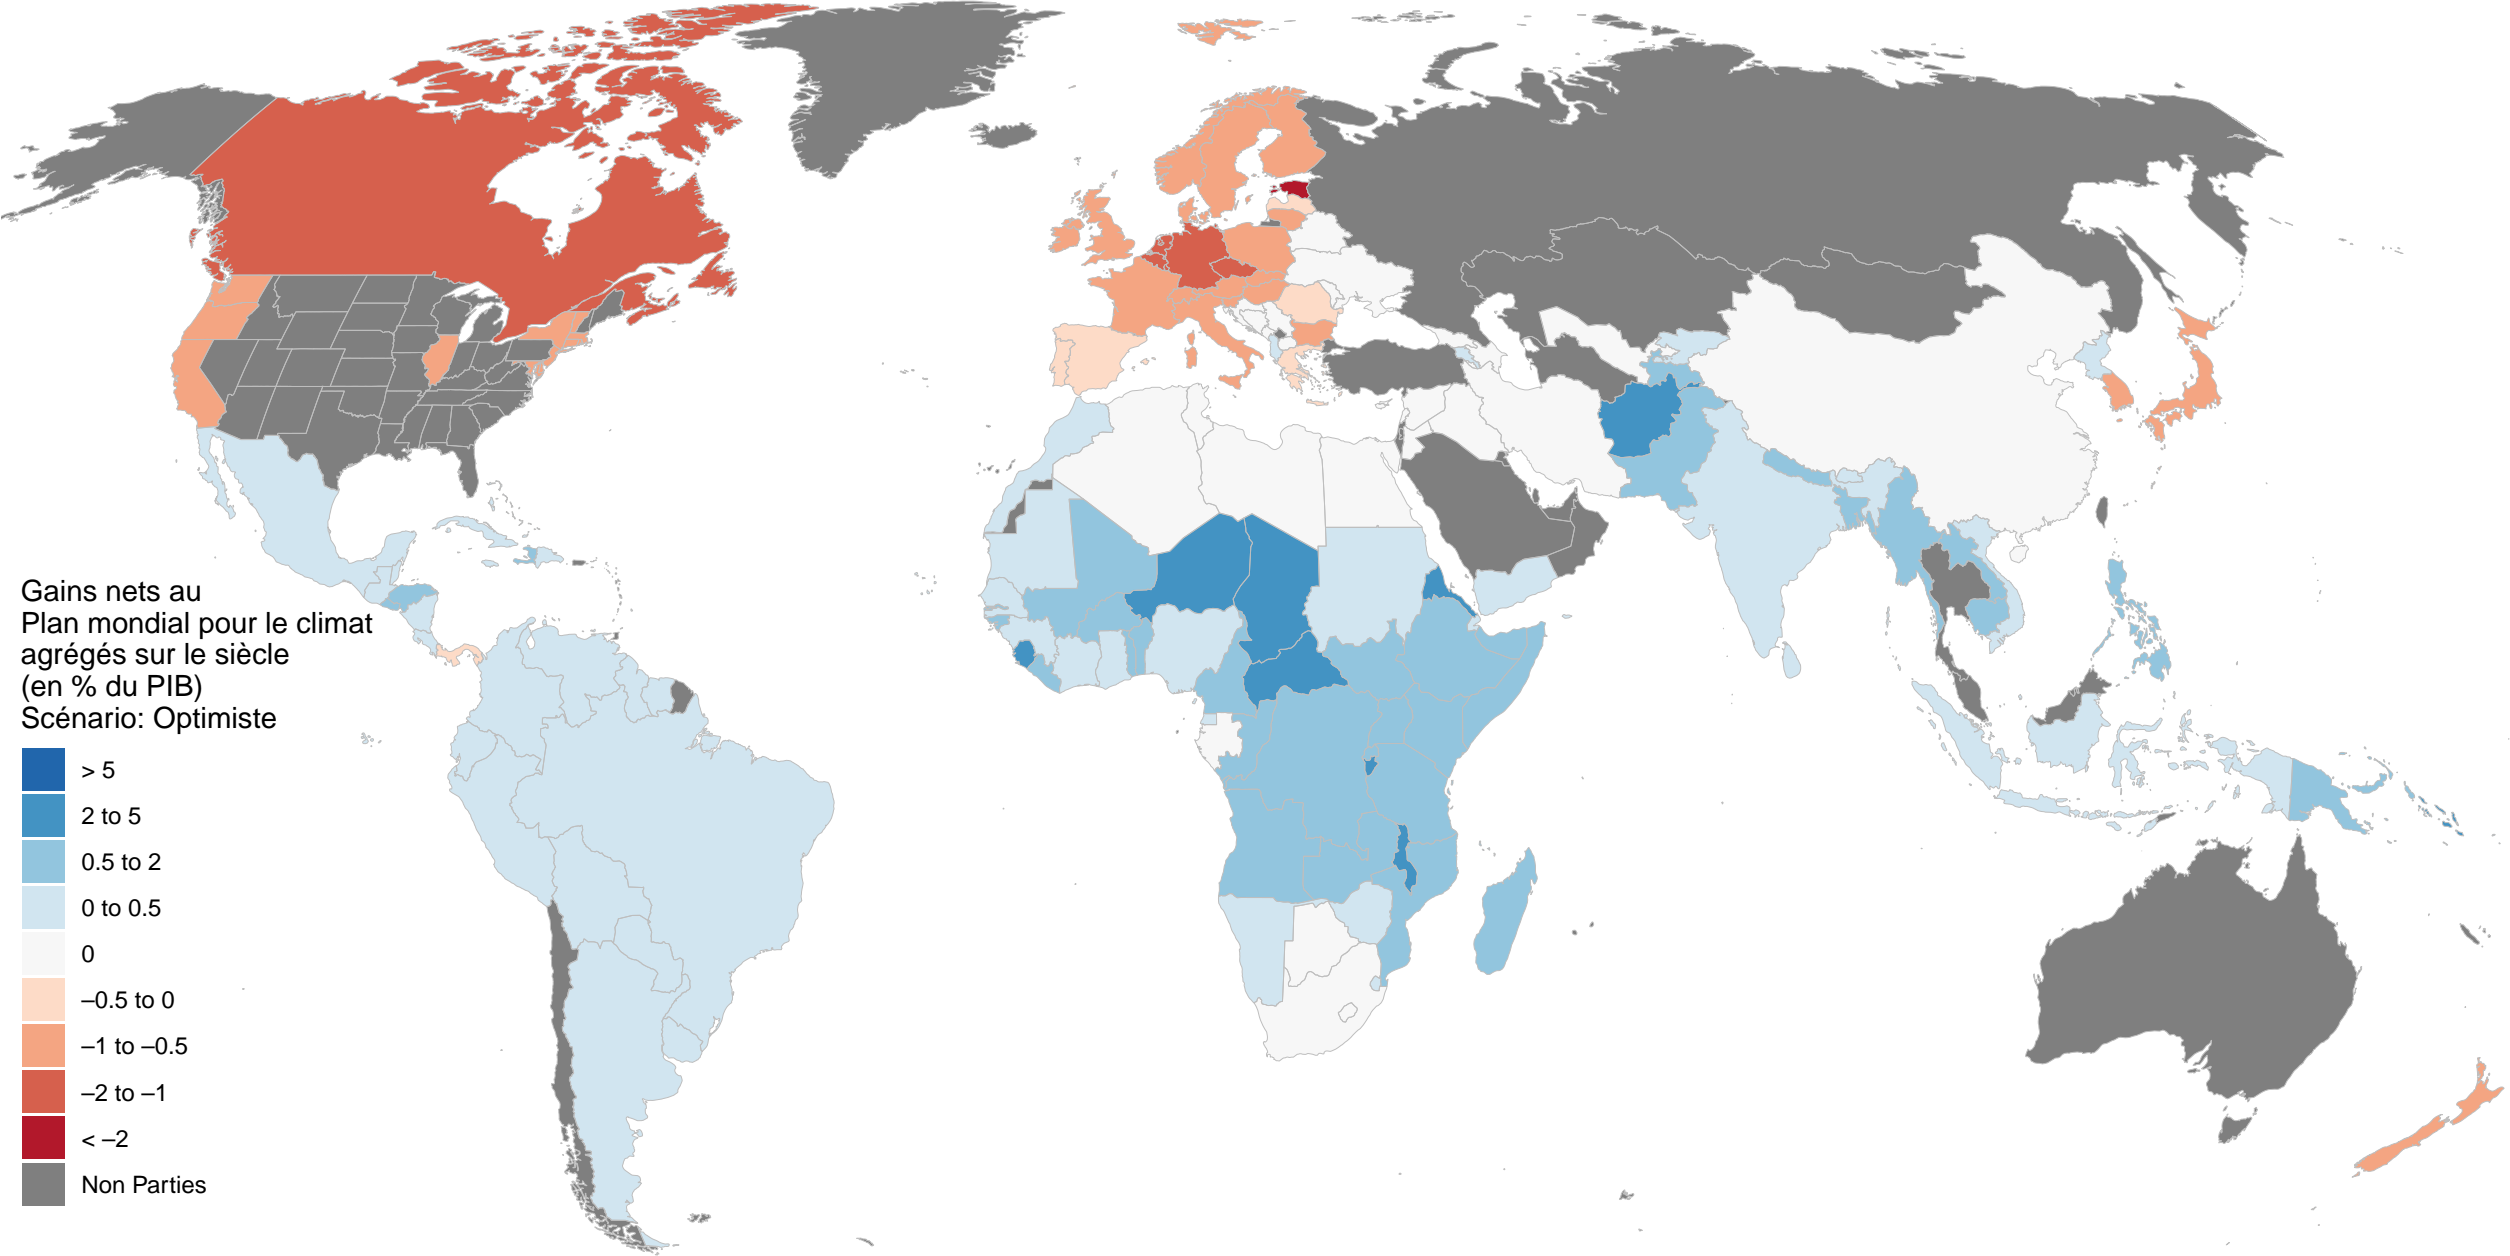 Gains nets au
Plan mondial pour le climat
agrégés sur le siècle
(en % du PIB)
Scénario: Optimiste
> 5
2 to 5
0.5 to 2
0 to 0.5
0
–0.5 to 0
–1 to –0.5
–2 to –1
< –2
Non Parties